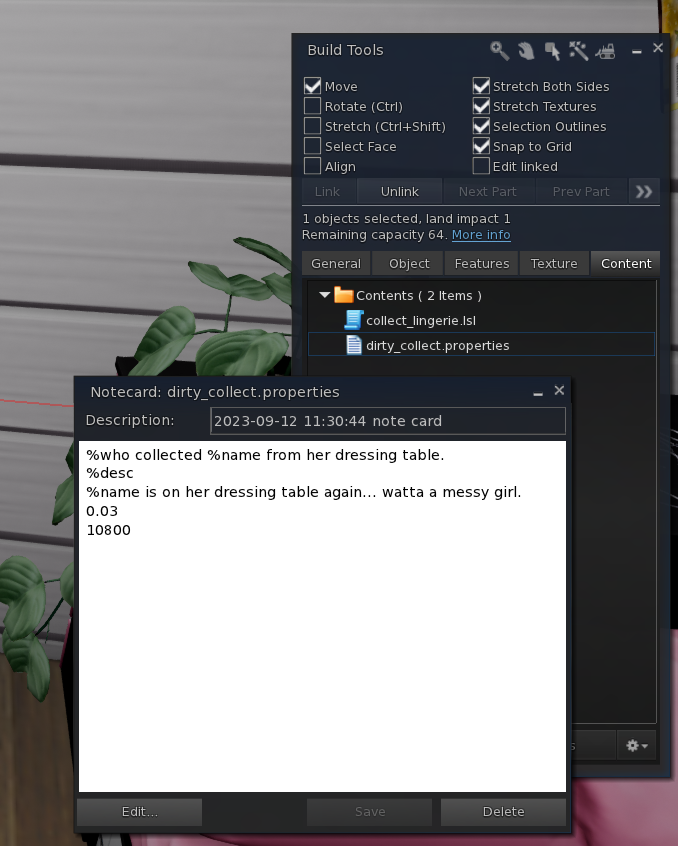 Build Tools
Move
Stretch Both Sides
Rotate (Ctrl)
Stretch Textures
Stretch (Ctrl+Shift)
Selection Outlines
Select Face
Snap to Grid
Align
Edit linked
Link Unlink Next Part Prev Part
1 objects selected, land impact 1
Remaining capacity 64. More info
General Object Features Texture Content
Contents ( 2 Items )
collect_lingerie.lsl
dirty_collect.properties
Notecard: dirty_collect.properties
Description: 2023-09-12 11:30:44 note card
%who collected %name from her dressing table.
%desc
%name is on her dressing table again... watta a messy girl.
0.03
10800
Edit... Save Delete